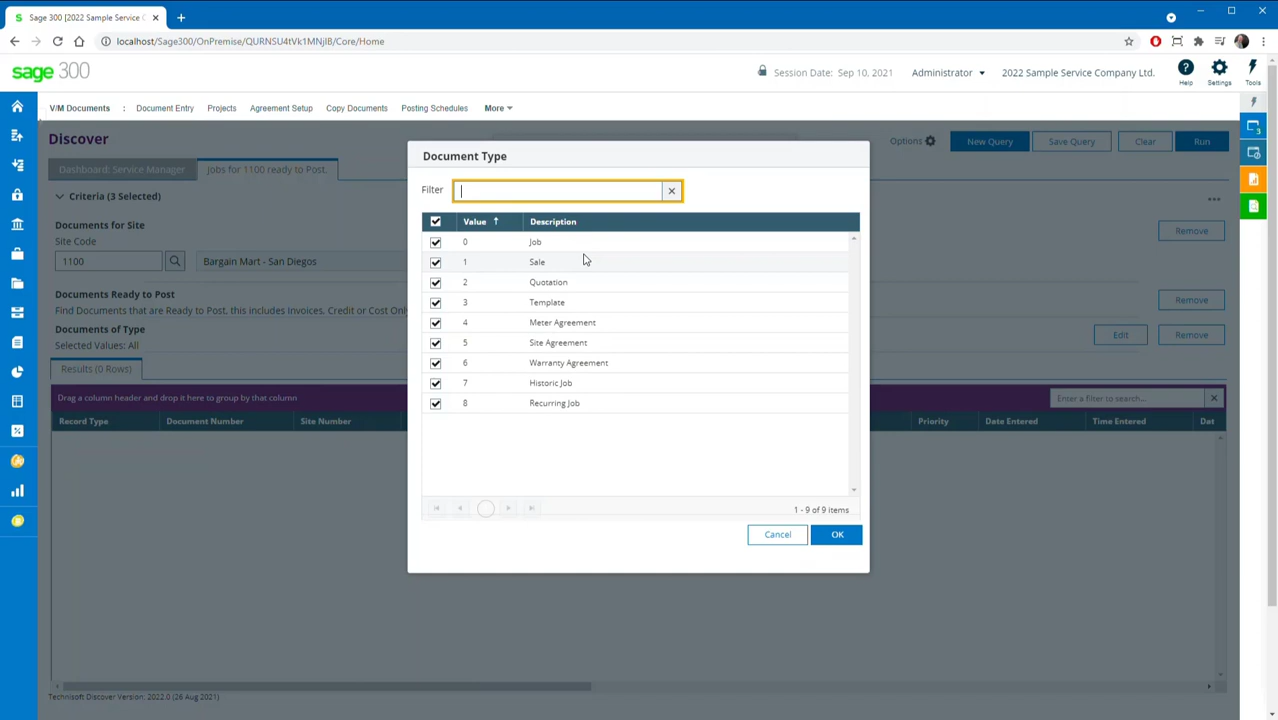 Sage 300 [2022 Sample Service C
localhost/Sage300/OnPremise/QURNSU4tVk1MNjIB/Core/Home
sage 300
Session Date: Sep 10, 2021
Administrator
2022 Sample Service Company Ltd.
Help
Settings
Tools
V/M Documents :
Document Entry
Projects
Agreement Setup
Copy Documents
Posting Schedules
More
Discover
Options
New Query
Save Query
Clear
Run
Dashboard: Service Manager
Jobs for 1100 ready to Post.
Criteria (3 Selected)
Documents for Site
Site Code
Remove
1100
Bargain Mart - San Diegos
Documents Ready to Post
Find Documents that are Ready to Post, this includes Invoices, Credit or Cost Only
Remove
Documents of Type
Selected Values: All
Edit
Remove
Results (0 Rows)
Drag a column header and drop it here to group by that column
Enter a filter to search...
Record Type
Document Number
Site Number
Priority
Date Entered
Time Entered
Dat
Document Type
Filter
Value
Description
0 Job
1 Sale
2 Quotation
3 Template
4 Meter Agreement
5 Site Agreement
6 Warranty Agreement
7 Historic Job
8 Recurring Job
1 - 9 of 9 items
Cancel
OK
Technisoft Discover Version: 2022.0 (26 Aug 2021)